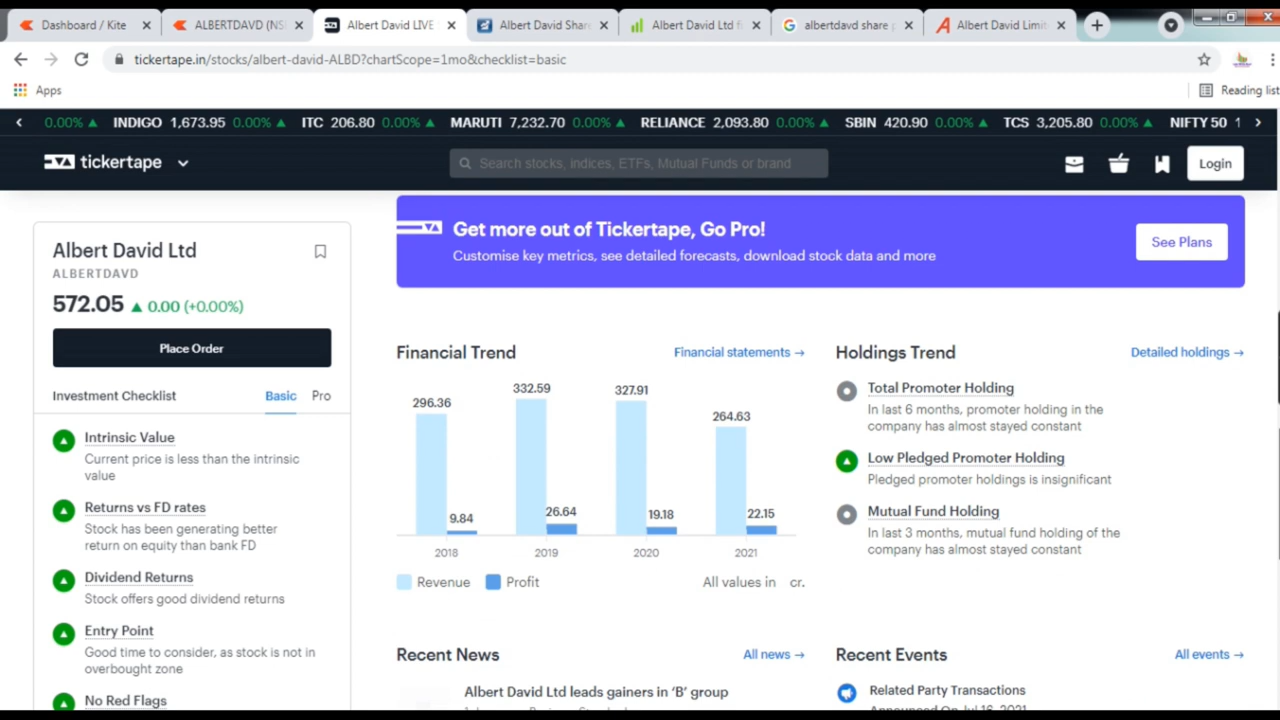 Dashboard / Kite
ALBERTDAVD (NS
Albert David LIVE
Albert David Share
Albert David Ltd fi
albertdavd share p
Albert David Limit
tickertape.in/stocks/albert-david-ALBD?chartScope=1mo&checklist=basic
Apps
Reading list
0.00% ▲ INDIGO 1,673.95 0.00% ▲ ITC 206.80 0.00% ▲ MARUTI 7,232.70 0.00% ▲ RELIANCE 2,093.80 0.00% ▲ SBIN 420.90 0.00% ▲ TCS 3,205.80 0.00% ▲ NIFTY 50 1
tickertape
Search stocks, indices, ETFs, Mutual Funds or brand
Login
Get more out of Tickertape, Go Pro!
Customise key metrics, see detailed forecasts, download stock data and more
See Plans
Albert David Ltd
ALBERTDAVD
572.05 ▲ 0.00 (+0.00%)
Place Order
Investment Checklist Basic Pro
Intrinsic Value
Current price is less than the intrinsic
value
Returns vs FD rates
Stock has been generating better
return on equity than bank FD
Dividend Returns
Stock offers good dividend returns
Entry Point
Good time to consider, as stock is not in
overbought zone
No Red Flags
Financial Trend
Financial statements →
332.59
327.91
296.36
264.63
9.84
26.64
19.18
22.15
2018 2019 2020 2021
Revenue Profit All values in cr.
Holdings Trend
Detailed holdings →
Total Promoter Holding
In last 6 months, promoter holding in the
company has almost stayed constant
Low Pledged Promoter Holding
Pledged promoter holdings is insignificant
Mutual Fund Holding
In last 3 months, mutual fund holding of the
company has almost stayed constant
Recent News
All news →
Albert David Ltd leads gainers in ‘B’ group
Recent Events
All events →
Related Party Transactions
Announced On Jul 16, 2021